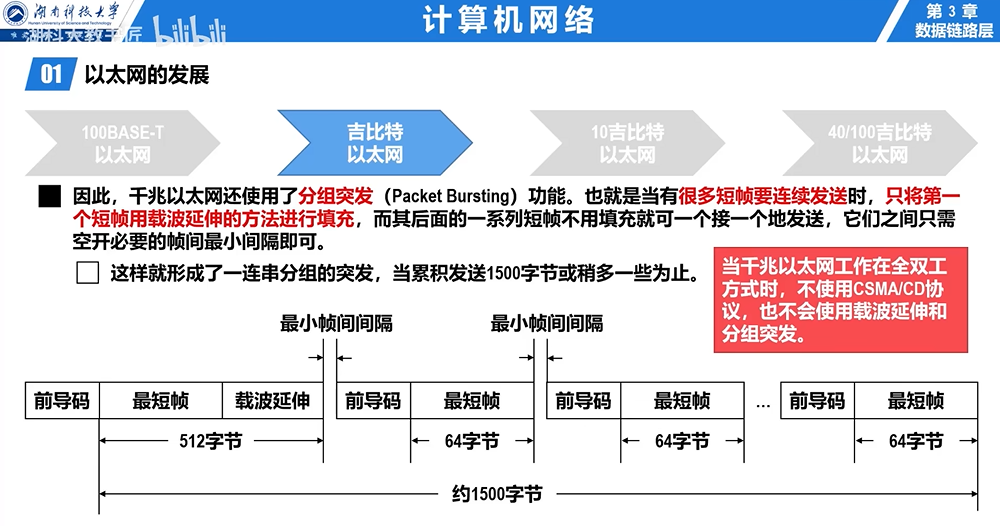 湖南科技大学
Hunan University of Science and Technology
计算机网络
第 3 章
数据链路层
湖科大教书匠
bilibili
01 以太网的发展
100BASE-T
以太网
吉比特
以太网
10吉比特
以太网
40/100吉比特
以太网
因此，千兆以太网还使用了分组突发（Packet Bursting）功能。也就是当有很多短帧要连续发送时，只将第一
个短帧用载波延伸的方法进行填充，而其后面的一系列短帧不用填充就可一个接一个地发送，它们之间只需
空开必要的帧间最小间隔即可。
这样就形成了一连串分组的突发，当累积发送1500字节或稍多一些为止。
当千兆以太网工作在全双工
方式时，不使用CSMA/CD协
议，也不会使用载波延伸和
分组突发。
最小帧间间隔 最小帧间间隔
前导码 最短帧 载波延伸 前导码 最短帧 前导码 最短帧 … 前导码 最短帧
512字节 64字节 64字节 64字节
约1500字节